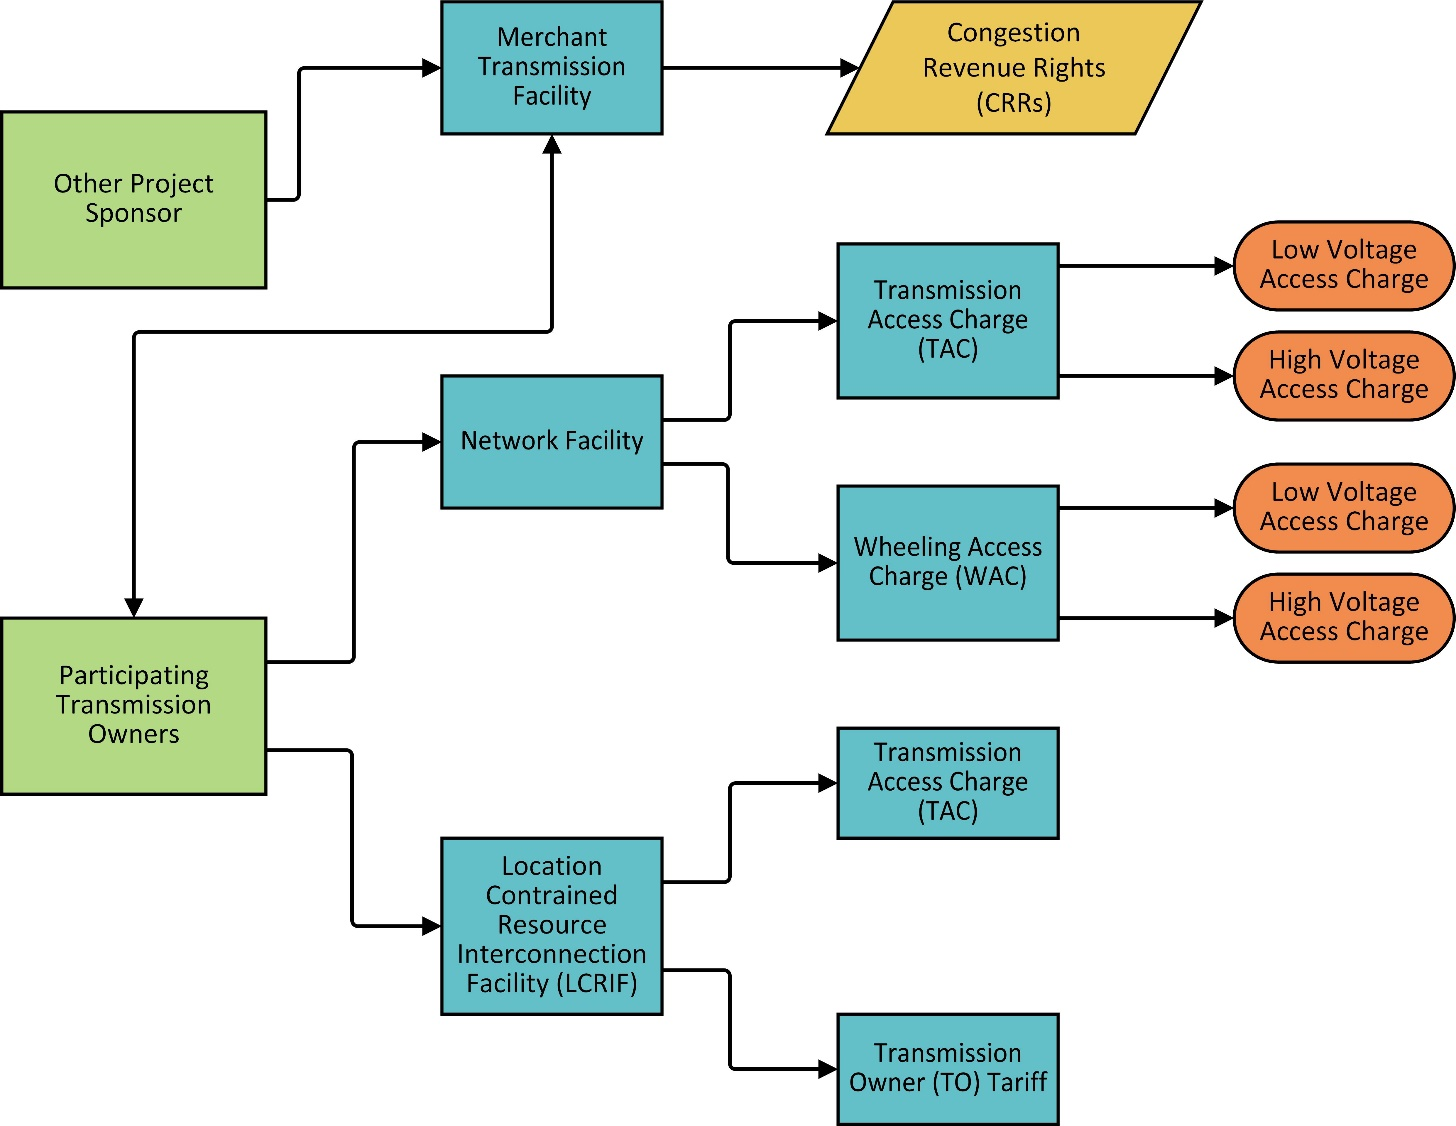 Merchant
Transmission
Facility
Congestion
Revenue Rights
(CRRs)
Other Project
Sponsor
Transmission
Access Charge
(TAC)
Low Voltage
Access Charge
High Voltage
Access Charge
Network Facility
Wheeling Access
Charge (WAC)
Low Voltage
Access Charge
High Voltage
Access Charge
Participating
Transmission
Owners
Transmission
Access Charge
(TAC)
Location
Contrained
Resource
Interconnection
Facility (LCRIF)
Transmission
Owner (TO) Tariff